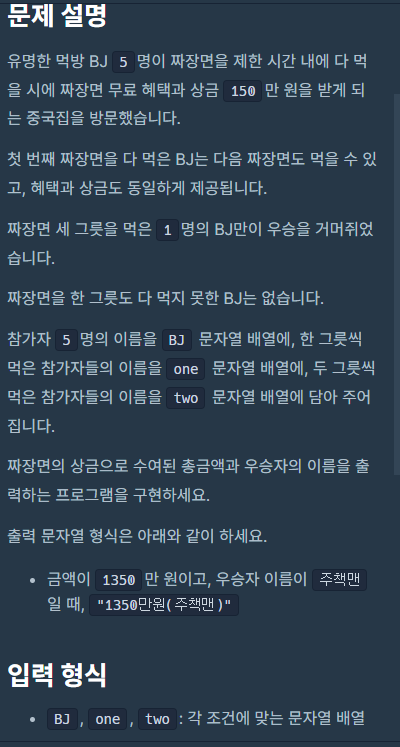 문제 설명
유명한 먹방 BJ 5명이 짜장면을 제한 시간 내에 다 먹
을 시에 짜장면 무료 혜택과 상금 150만 원을 받게 되
는 중국집을 방문했습니다.
첫 번째 짜장면을 다 먹은 BJ는 다음 짜장면도 먹을 수 있
고, 혜택과 상금도 동일하게 제공됩니다.
짜장면 세 그릇을 먹은 1명의 BJ만이 우승을 거머쥐었
습니다.
짜장면을 한 그릇도 다 먹지 못한 BJ는 없습니다.
참가자 5명의 이름을 BJ 문자열 배열에, 한 그릇씩
먹은 참가자들의 이름을 one 문자열 배열에, 두 그릇씩
먹은 참가자들의 이름을 two 문자열 배열에 담아 주어
집니다.
짜장면의 상금으로 수여된 총금액과 우승자의 이름을 출
력하는 프로그램을 구현하세요.
출력 문자열 형식은 아래와 같이 하세요.
• 금액이 1350만 원이고, 우승자 이름이 주책맨
일 때, "1350만원(주책맨)"
입력 형식
• BJ, one, two : 각 조건에 맞는 문자열 배열